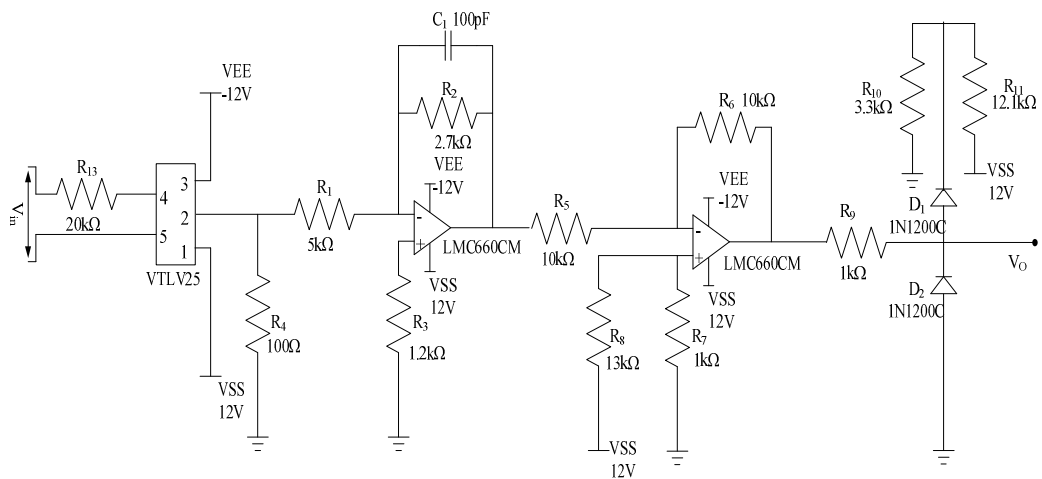 C1 100pF
VEE
-12V
R2
2.7kΩ
VEE
-12V
R13
20kΩ
Vin
4
5
3
2
1
VTLV25
R1
5kΩ
-
+
LMC660CM
VSS
12V
R4
100Ω
VSS
12V
R3
1.2kΩ
R5
10kΩ
R6 10kΩ
VEE
-12V
-
+
LMC660CM
VSS
12V
R8
13kΩ
R7
1kΩ
VSS
12V
R9
1kΩ
R10
3.3kΩ
R11
12.1kΩ
VSS
12V
D1
1N1200C
VO
D2
1N1200C